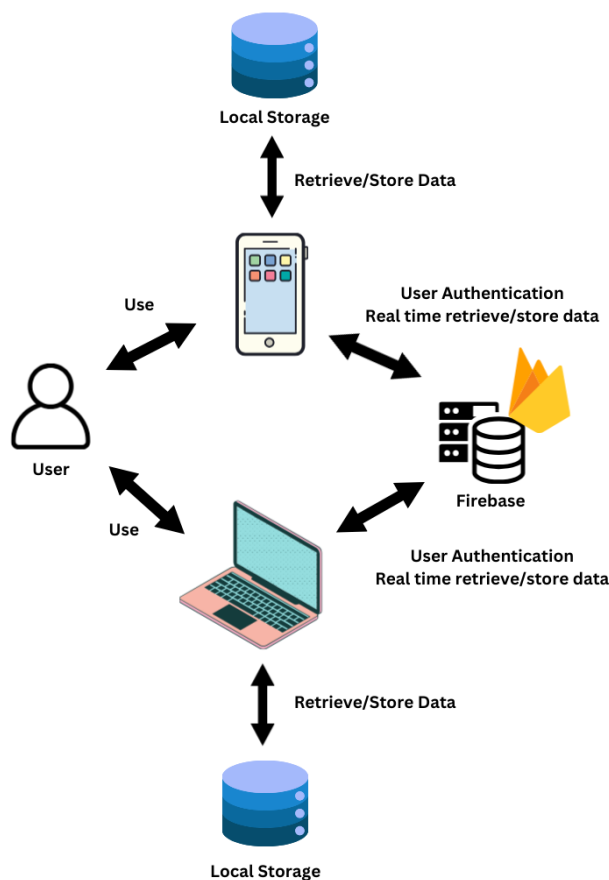 Local Storage
Retrieve/Store Data
User Authentication
Real time retrieve/store data
Use
User
Firebase
Use
User Authentication
Real time retrieve/store data
Retrieve/Store Data
Local Storage